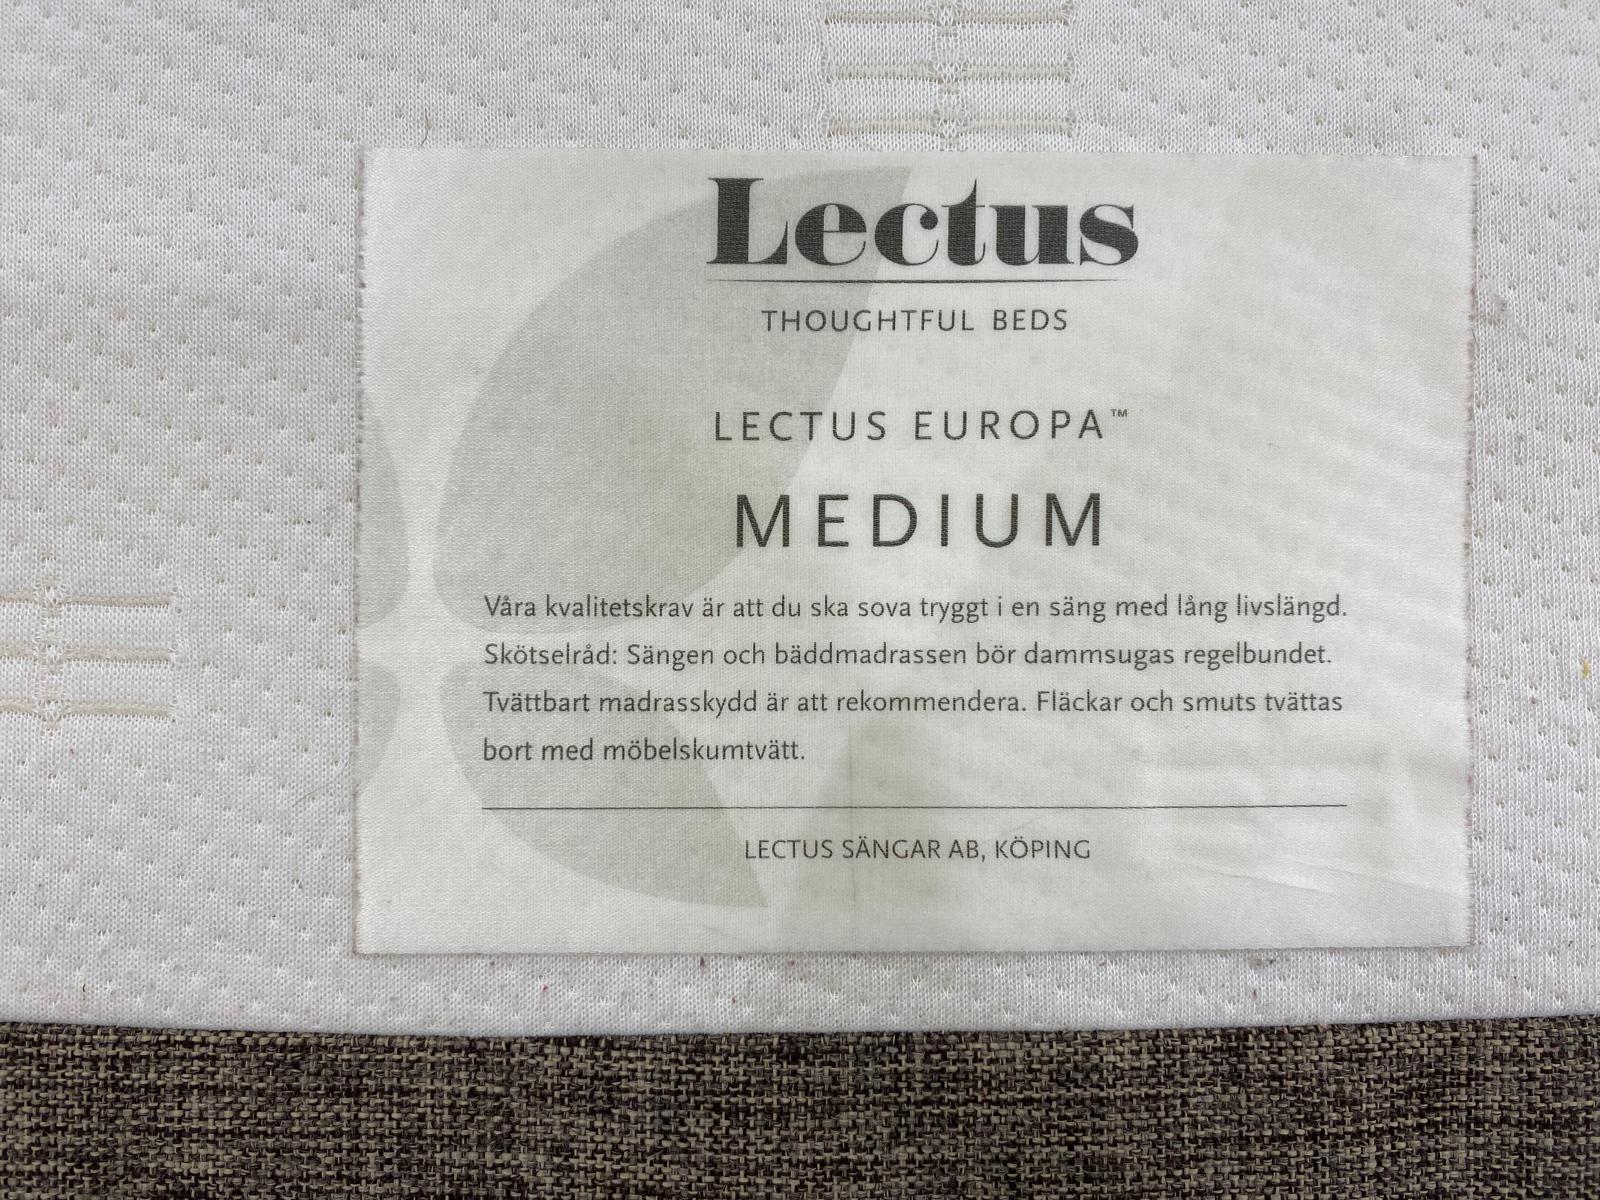 Lectus
THOUGHTFUL BEDS
LECTUS EUROPA™
MEDIUM
Våra kvalitetskrav är att du ska sova tryggt i en säng med lång livslängd.
Skötselråd: Sängen och bäddmadrassen bör dammsugas regelbundet.
Tvättbart madrasskydd är att rekommendera. Fläckar och smuts tvättas
bort med möbelskumtvätt.
LECTUS SÄNGAR AB, KÖPING